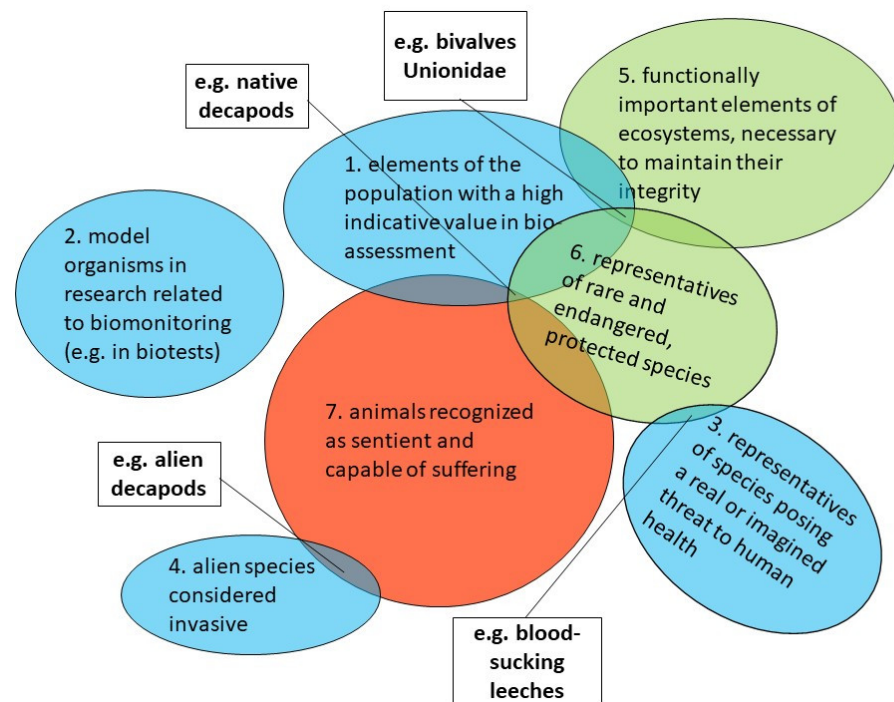 e.g. bivalves
Unionidae
e.g. native
decapods
5. functionally
important elements of
ecosystems, necessary
to maintain their
integrity
1. elements of the
population with a high
indicative value in bio-
assessment
2. model
organisms in
research related
to biomonitoring
(e.g. in biotests)
6. representatives
of rare and
endangered,
protected species
7. animals recognized
as sentient and
capable of suffering
3. representatives
of species posing
a real or imagined
threat to human
health
e.g. alien
decapods
4. alien species
considered
invasive
e.g. blood-
sucking
leeches